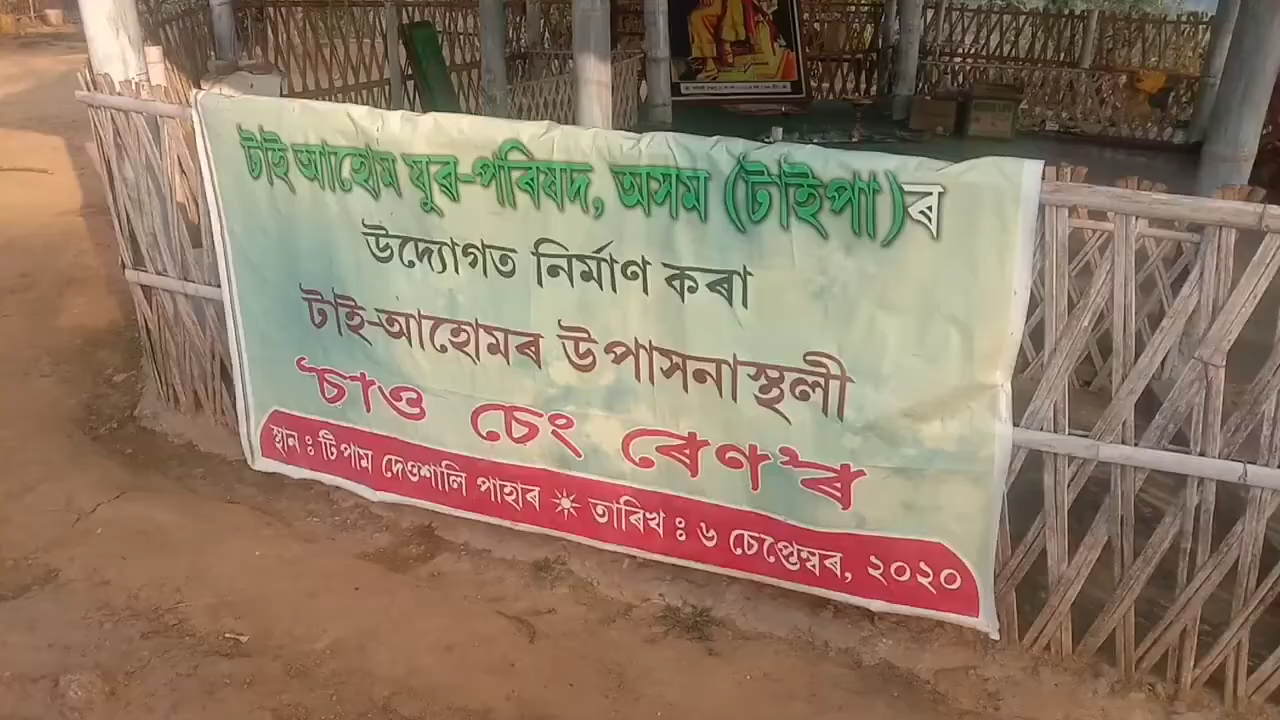 টাই আহোম যুৱ-পৰিষদ, অসম (টাইপা)ৰ
উদ্যোগত নিৰ্মাণ কৰা
টাই-আহোমৰ উপাসনাস্থলী
'চাও চেং ৰেণ'ৰ
স্থান : টিপাম দেওশালি পাহাৰ ☀ তাৰিখ : ৬ চেপ্তেম্বৰ, ২০২০